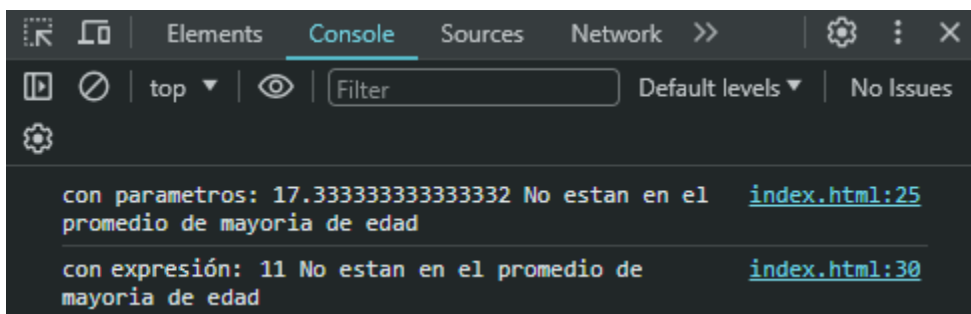 Elements Console Sources Network
top Filter Default levels No Issues
con parametros: 17.333333333333332 No estan en el index.html:25
promedio de mayoria de edad
con expresión: 11 No estan en el promedio de index.html:30
mayoria de edad